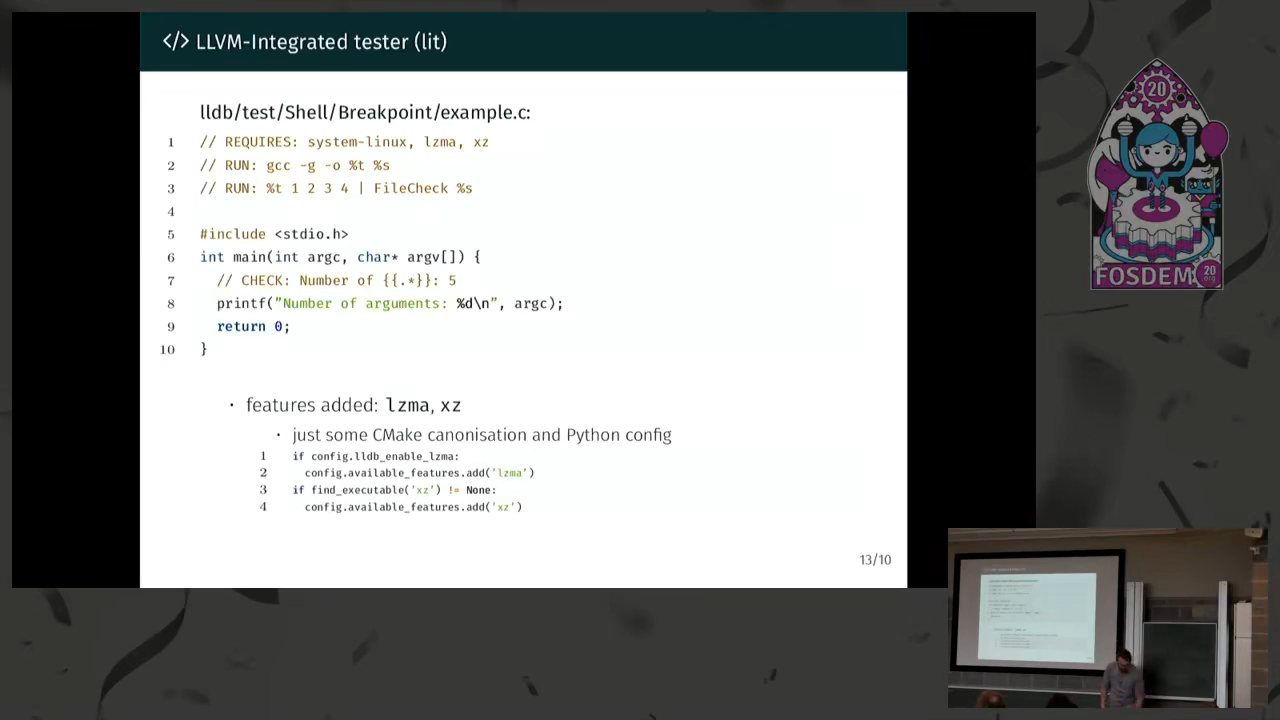 </> LLVM-Integrated tester (lit)
lldb/test/Shell/Breakpoint/example.c:
1 // REQUIRES: system-linux, lzma, xz
2 // RUN: gcc -g -o %t %s
3 // RUN: %t 1 2 3 4 | FileCheck %s
4
5 #include <stdio.h>
6 int main(int argc, char* argv[]) {
7 // CHECK: Number of {{.*}}: 5
8 printf("Number of arguments: %d\n", argc);
9 return 0;
10 }
· features added: lzma, xz
· just some CMake canonisation and Python config
1 if config.lldb_enable_lzma:
2 config.available_features.add('lzma')
3 if find_executable('xz') != None:
4 config.available_features.add('xz')
13/10
20
FOSDEM
20
.org